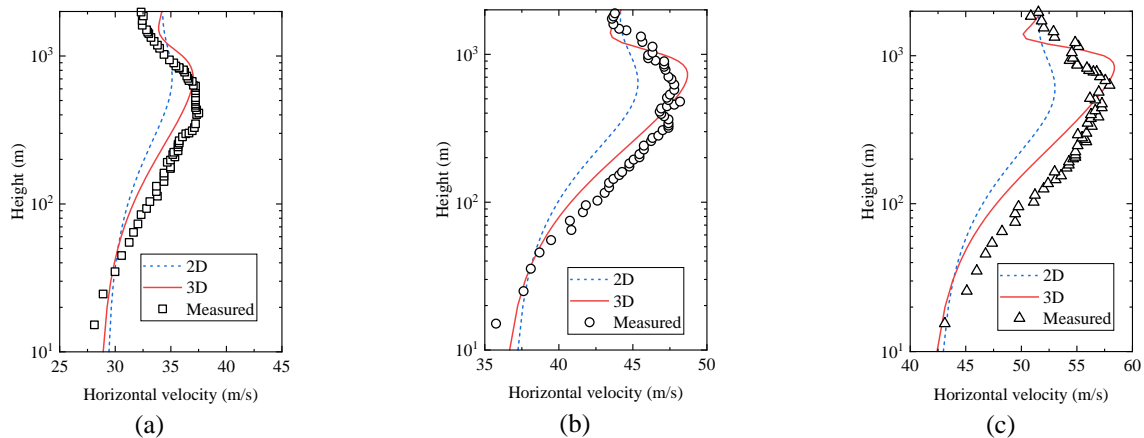 10³
10²
10¹
Height (m)
2D
3D
Measured
25 30 35 40 45
Horizontal velocity (m/s)
(a)
10³
10²
10¹
Height (m)
2D
3D
Measured
35 40 45 50
Horizontal velocity (m/s)
(b)
10³
10²
10¹
Height (m)
2D
3D
Measured
40 45 50 55 60
Horizontal velocity (m/s)
(c)